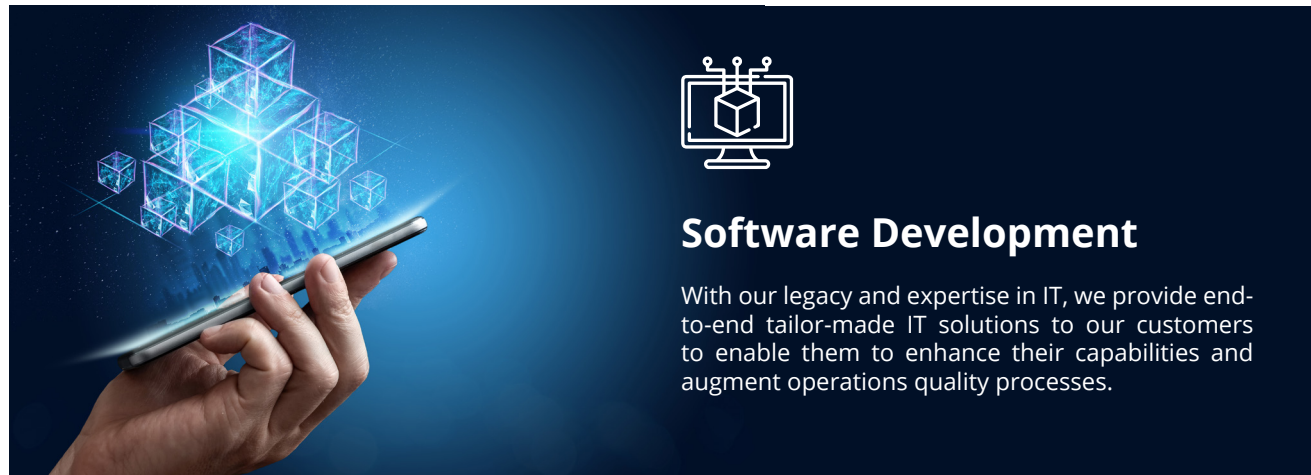 Software Development
With our legacy and expertise in IT, we provide end-
to-end tailor-made IT solutions to our customers
to enable them to enhance their capabilities and
augment operations quality processes.